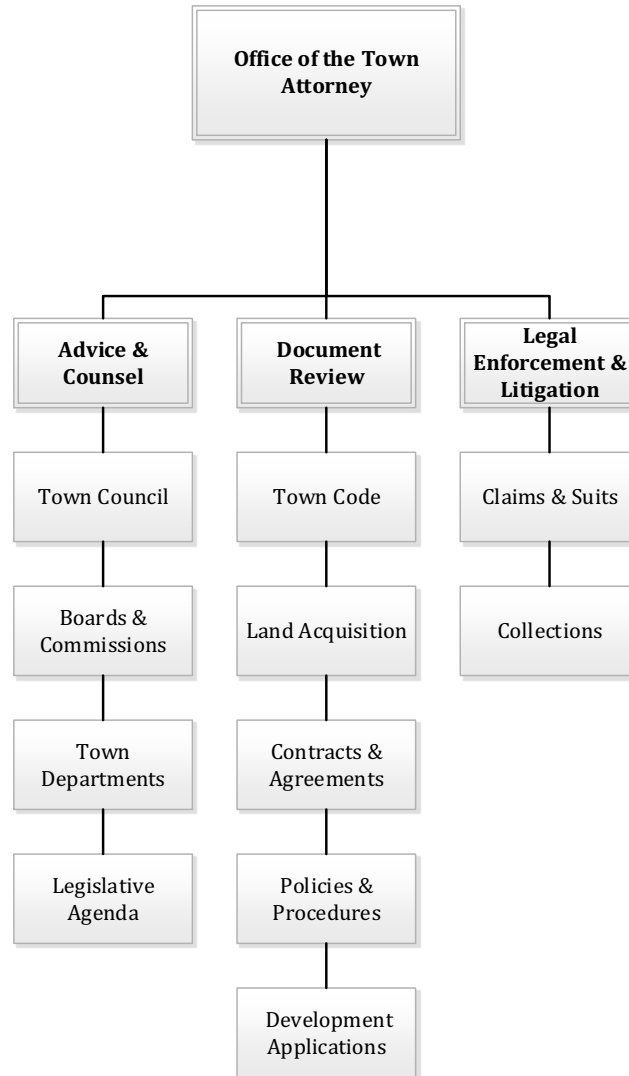 Office of the Town
Attorney
Advice &
Counsel
Document
Review
Legal
Enforcement &
Litigation
Town Council
Town Code
Claims & Suits
Boards &
Commissions
Land Acquisition
Collections
Town
Departments
Contracts &
Agreements
Legislative
Agenda
Policies &
Procedures
Development
Applications